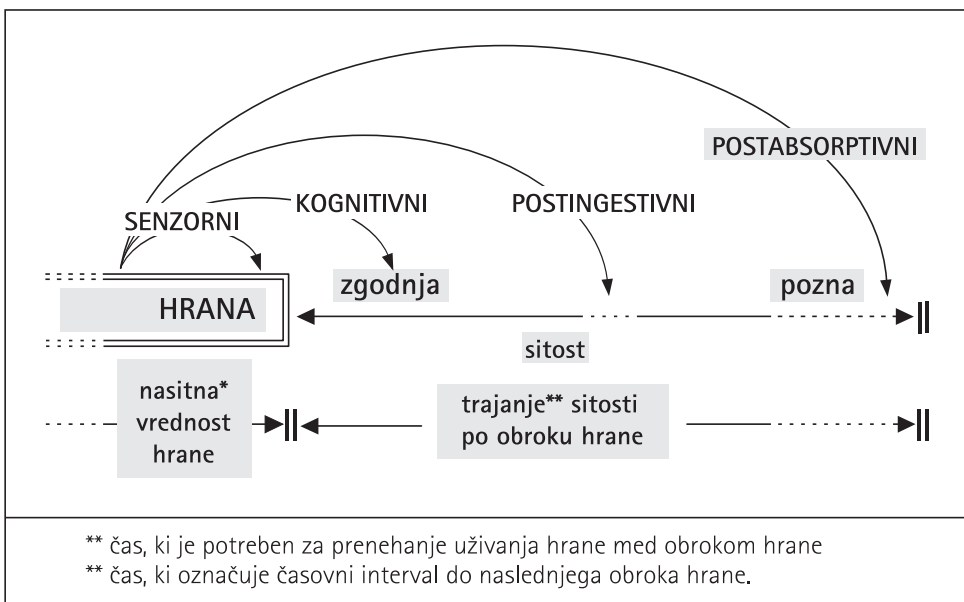 POSTABSORPTIVNI
KOGNITIVNI
POSTINGESTIVNI
SENZORNI
zgodnja
pozna
HRANA
sitost
nasitna*
vrednost
hrane
trajanje** sitosti
po obroku hrane
** čas, ki je potreben za prenehanje uživanja hrane med obrokom hrane
** čas, ki označuje časovni interval do naslednjega obroka hrane.